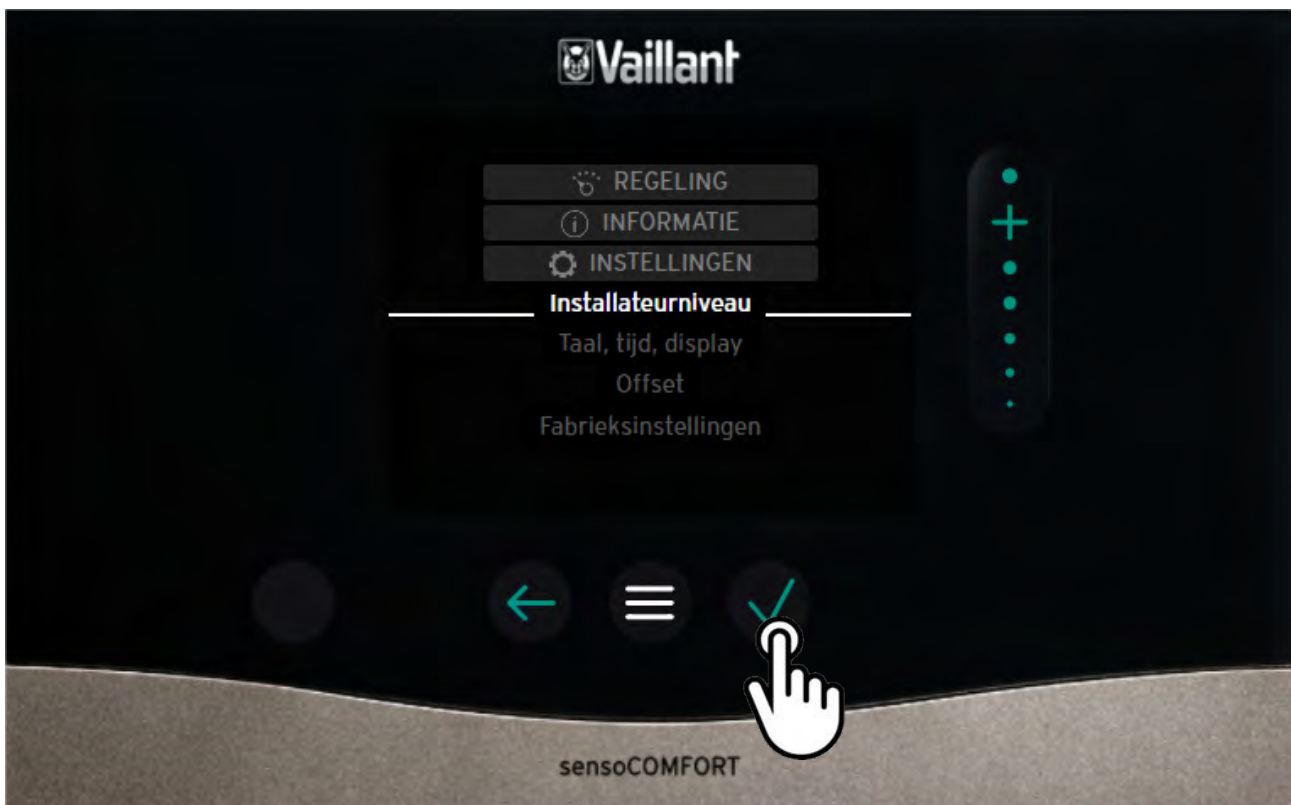 Vaillant
REGELING
INFORMATIE
INSTELLINGEN
Installateurniveau
Taal, tijd, display
Offset
Fabrieksinstellingen
sensoCOMFORT